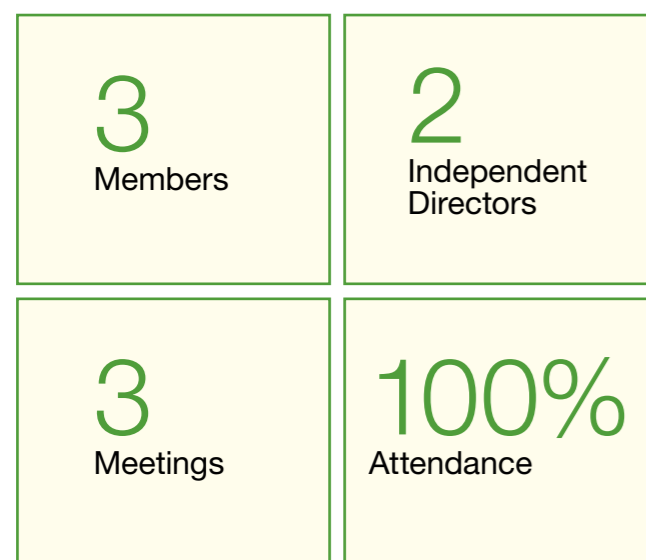 3
Members
2
Independent
Directors
3
Meetings
100%
Attendance